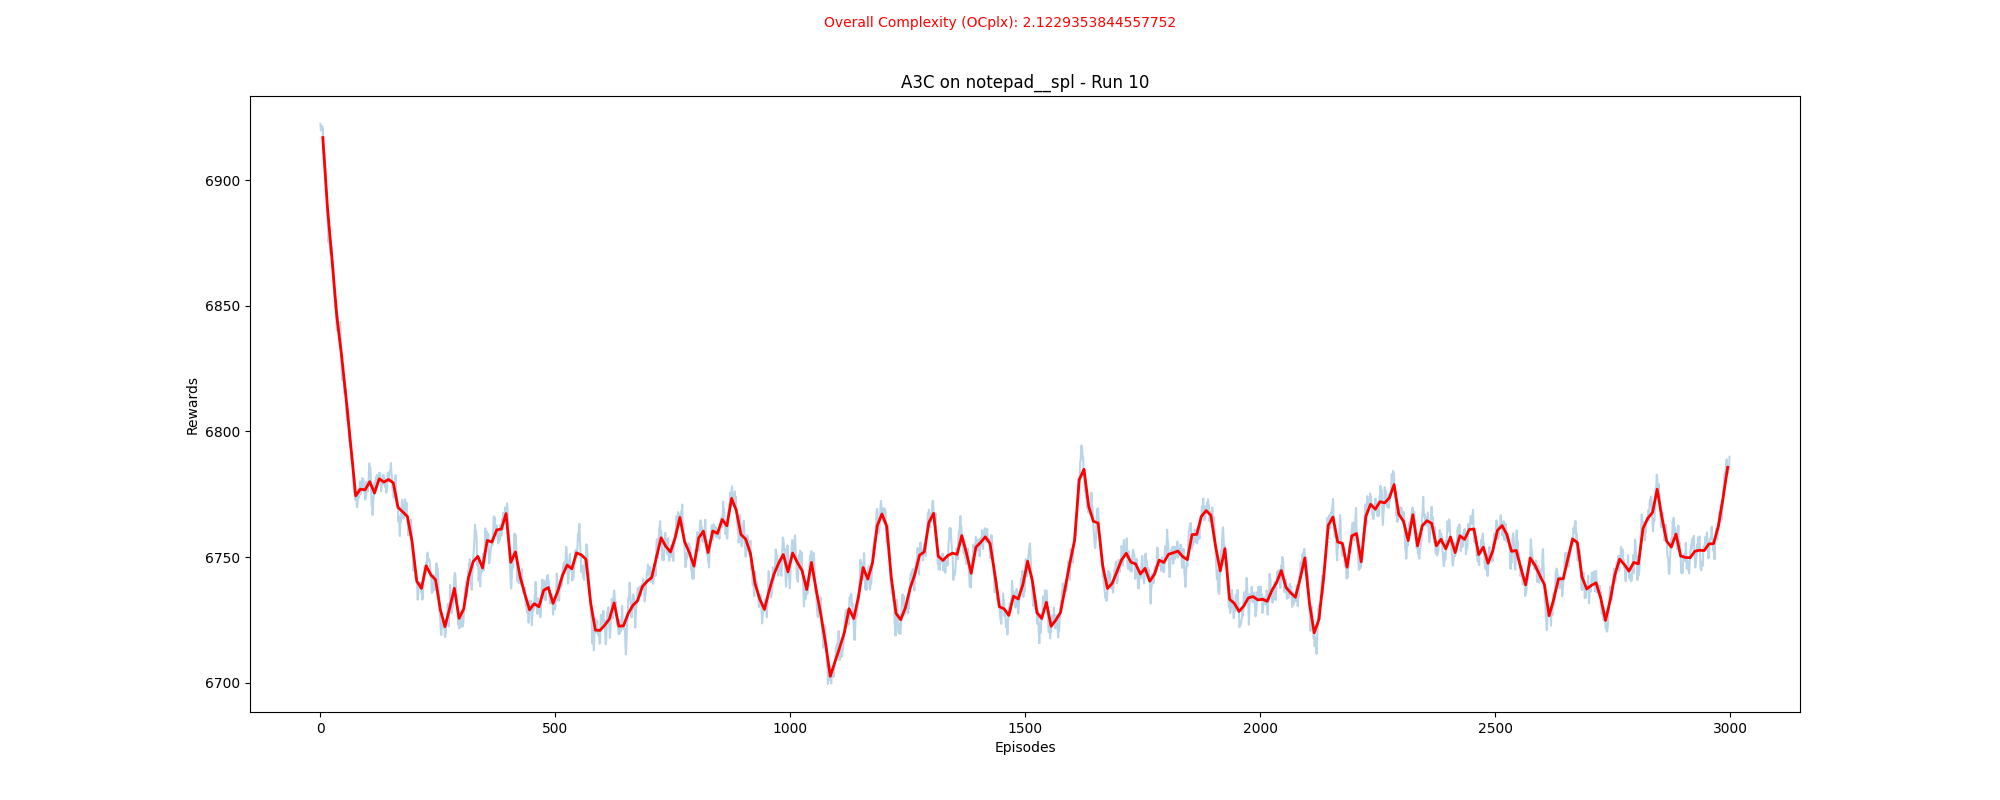 Overall Complexity (OCplx): 2.1229353844557752
A3C on notepad__spl - Run 10
Rewards
6900
6850
6800
6750
6700
0 500 1000 1500 2000 2500 3000
Episodes